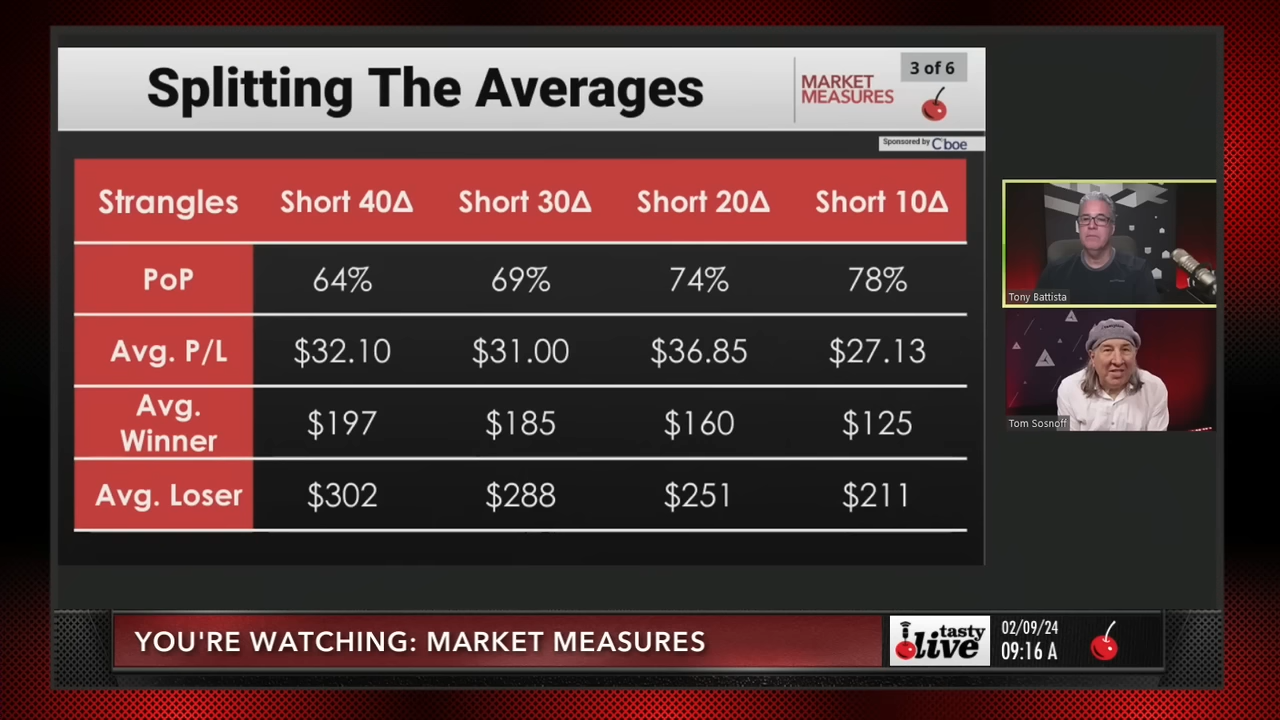 Splitting The Averages
MARKET
MEASURES
3 of 6
Sponsored by Cboe
Strangles Short 40Δ Short 30Δ Short 20Δ Short 10Δ
PoP 64% 69% 74% 78%
Avg. P/L $32.10 $31.00 $36.85 $27.13
Avg.
Winner $197 $185 $160 $125
Avg. Loser $302 $288 $251 $211
Tony Battista
Tom Sosnoff
YOU'RE WATCHING: MARKET MEASURES
tasty
live
02/09/24
09:16 A